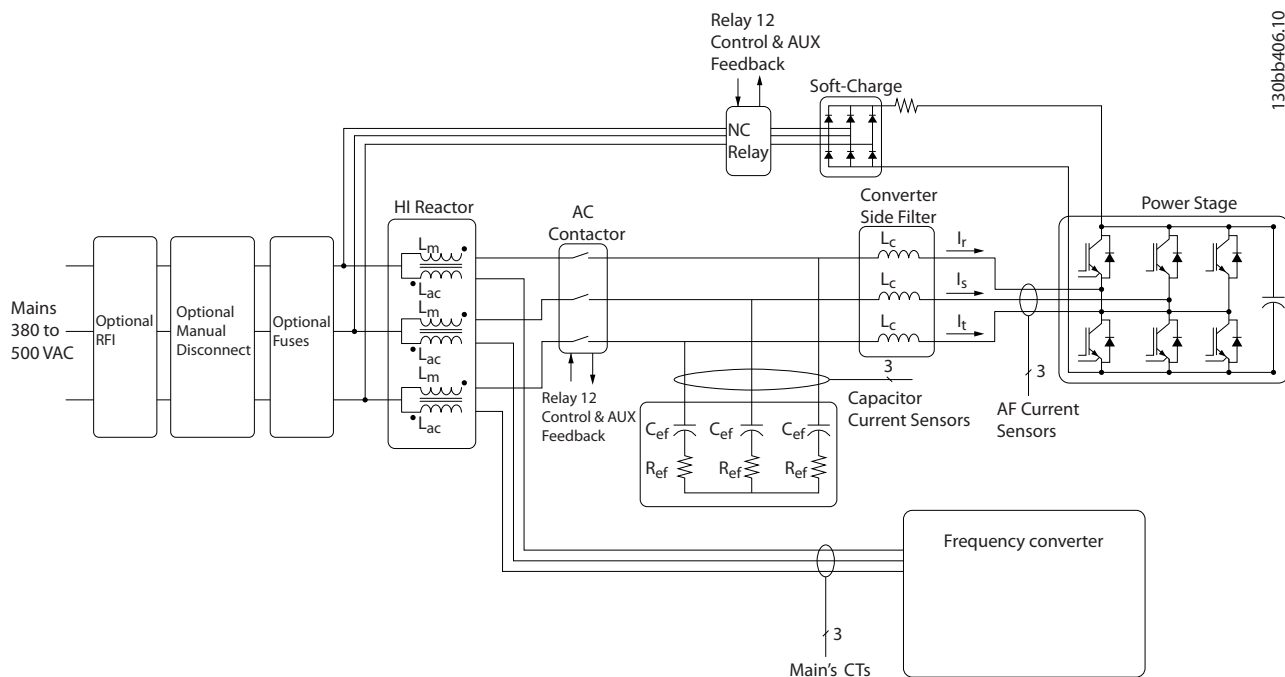 Relay 12
Control & AUX
Feedback
130bb406.10
Soft-Charge
NC
Relay
HI Reactor
AC
Contactor
Converter
Side Filter
Power Stage
Mains
380 to
500 VAC
Optional
RFI
Optional
Manual
Disconnect
Optional
Fuses
Lm
Lac
Lm
Lac
Lm
Lac
Lc
Lc
Lc
Ir
Is
It
Relay 12
Control & AUX
Feedback
3
Capacitor
Current Sensors
3
AF Current
Sensors
Cef
Cef
Cef
Ref
Ref
Ref
Frequency converter
3
Main's CTs